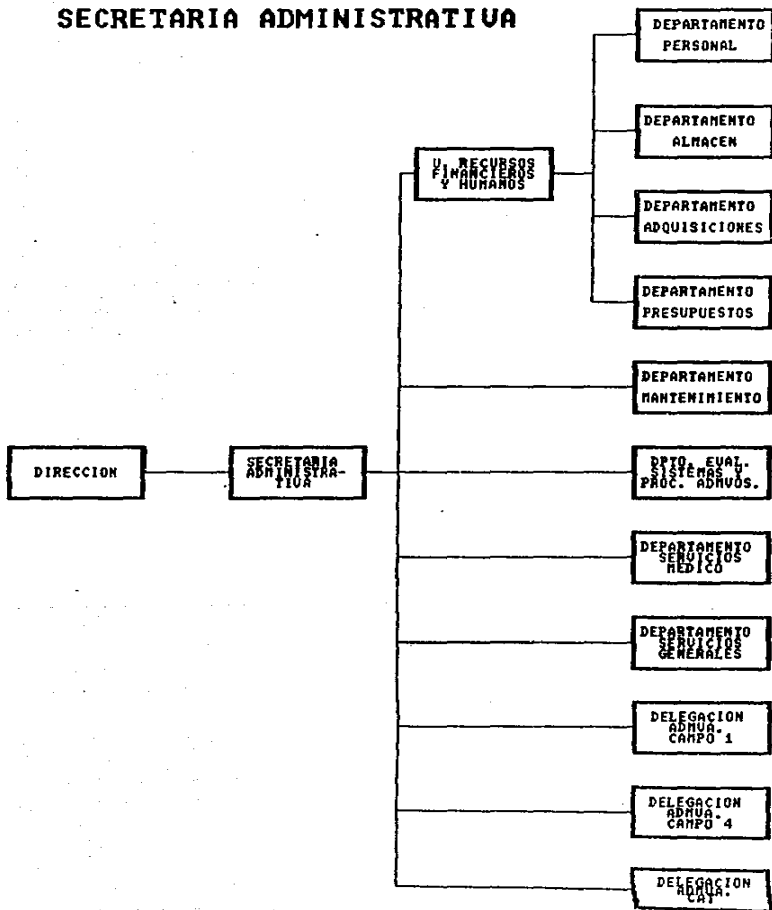 SECRETARIA ADMINISTRATIVA
DEPARTAMENTO
PERSONAL
DEPARTAMENTO
ALMACEN
U. RECURSOS
FINANCIEROS
Y HUMANOS
DEPARTAMENTO
ADQUISICIONES
DEPARTAMENTO
PRESUPUESTOS
DEPARTAMENTO
MANTENIMIENTO
DIRECCION
SECRETARIA
ADMINISTRA-
TIVA
DPTO. EVAL.
SISTEMAS Y
PROC. ADMVOS.
DEPARTAMENTO
SERVICIOS
MEDICO
DEPARTAMENTO
SERVICIOS
GENERALES
DELEGACION
ADMVA.
CAMPO 1
DELEGACION
ADMVA.
CAMPO 4
DELEGACION
ADMVA.
CAT